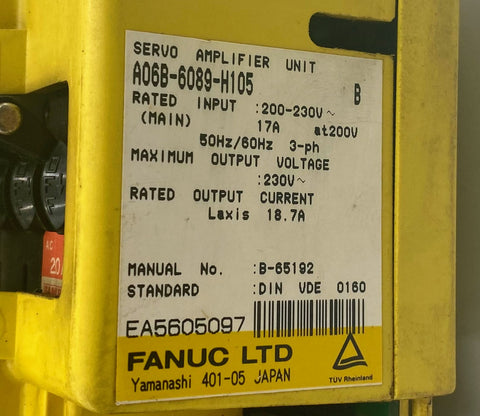 SERVO AMPLIFIER UNIT
A06B-6089-H105 B
RATED INPUT :200-230V~
(MAIN) 17A at200V
50Hz/60Hz 3-ph
MAXIMUM OUTPUT VOLTAGE
:230V~
RATED OUTPUT CURRENT
Laxis 18.7A
MANUAL No. :B-65192
STANDARD :DIN VDE 0160
EA5605097
FANUC LTD
Yamanashi 401-05 JAPAN
TUV Rheinland
A.C.
20